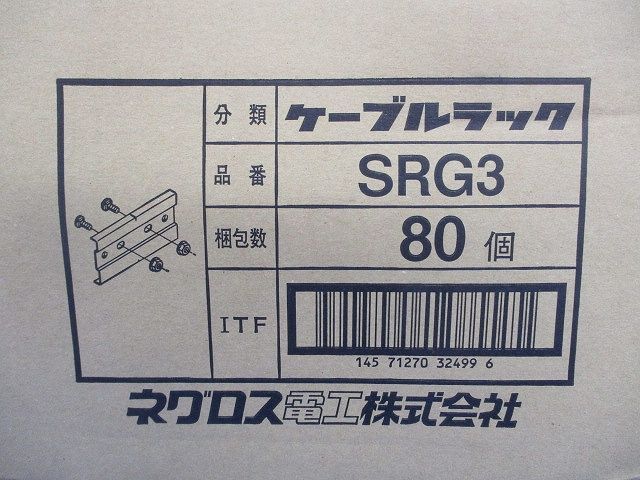 分類 ケーブルラック
品番 SRG3
梱包数 80 個
ITF
145 71270 32499 6
ネグロス電工株式会社